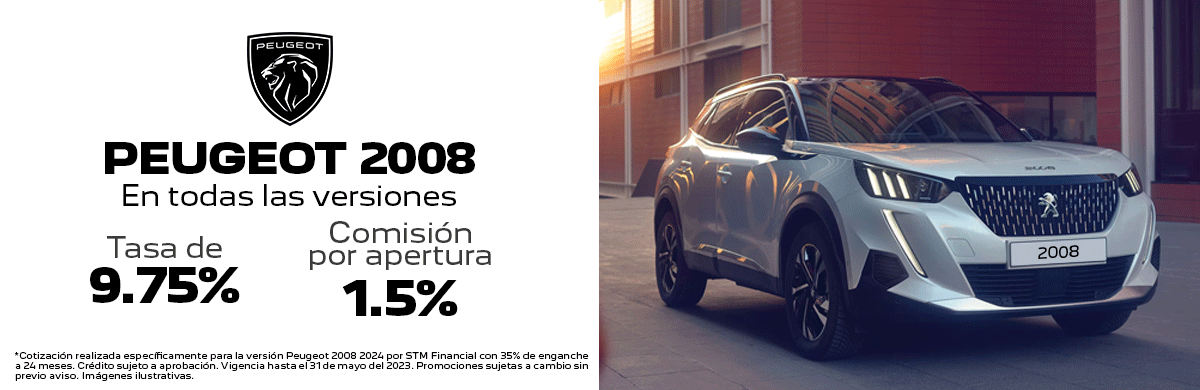 PEUGEOT
PEUGEOT 2008
En todas las versiones
Tasa de
9.75%
Comisión
por apertura
1.5%
*Cotización realizada específicamente para la versión Peugeot 2008 2024 por STM Financial con 35% de enganche
a 24 meses. Crédito sujeto a aprobación. Vigencia hasta el 31 de mayo del 2023. Promociones sujetas a cambio sin
previo aviso. Imágenes ilustrativas.
2008
2008